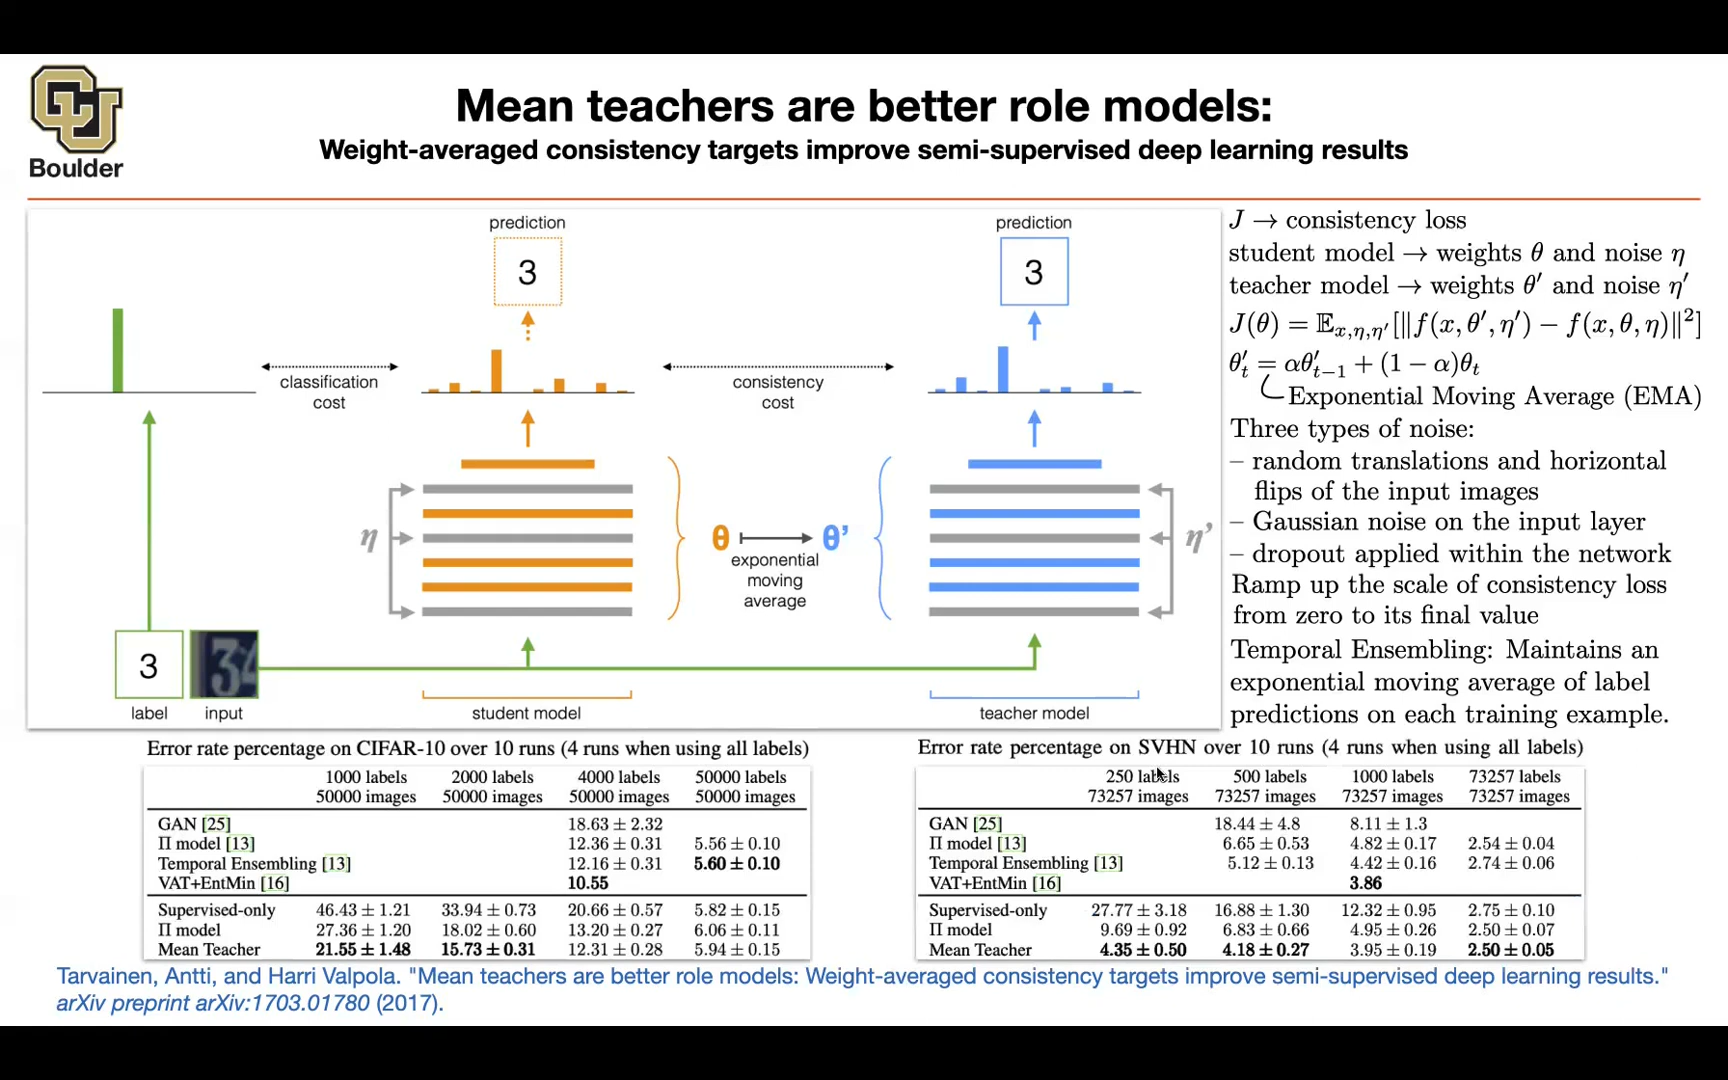 Boulder
Mean teachers are better role models:
Weight-averaged consistency targets improve semi-supervised deep learning results
prediction
3
prediction
3
classification
cost
consistency
cost
η
θ
θ’
exponential
moving
average
η’
3
34
label
input
student model
teacher model
J → consistency loss
student model → weights θ and noise η
teacher model → weights θ′ and noise η′
J(θ) = 𝔼x,η,η′[‖f(x, θ′, η′) − f(x, θ, η)‖²]
θ′t = αθ′t−1 + (1 − α)θt
Exponential Moving Average (EMA)
Three types of noise:
– random translations and horizontal
flips of the input images
– Gaussian noise on the input layer
– dropout applied within the network
Ramp up the scale of consistency loss
from zero to its final value
Temporal Ensembling: Maintains an
exponential moving average of label
predictions on each training example.
Error rate percentage on CIFAR-10 over 10 runs (4 runs when using all labels)
1000 labels 2000 labels 4000 labels 50000 labels
50000 images 50000 images 50000 images 50000 images
GAN [25] 18.63 ± 2.32
Π model [13] 12.36 ± 0.31 5.56 ± 0.10
Temporal Ensembling [13] 12.16 ± 0.31 5.60 ± 0.10
VAT+EntMin [16] 10.55
Supervised-only 46.43 ± 1.21 33.94 ± 0.73 20.66 ± 0.57 5.82 ± 0.15
Π model 27.36 ± 1.20 18.02 ± 0.60 13.20 ± 0.27 6.06 ± 0.11
Mean Teacher 21.55 ± 1.48 15.73 ± 0.31 12.31 ± 0.28 5.94 ± 0.15
Error rate percentage on SVHN over 10 runs (4 runs when using all labels)
250 labels 500 labels 1000 labels 73257 labels
73257 images 73257 images 73257 images 73257 images
GAN [25] 18.44 ± 4.8 8.11 ± 1.3
Π model [13] 6.65 ± 0.53 4.82 ± 0.17 2.54 ± 0.04
Temporal Ensembling [13] 5.12 ± 0.13 4.42 ± 0.16 2.74 ± 0.06
VAT+EntMin [16] 3.86
Supervised-only 27.77 ± 3.18 16.88 ± 1.30 12.32 ± 0.95 2.75 ± 0.10
Π model 9.69 ± 0.92 6.83 ± 0.66 4.95 ± 0.26 2.50 ± 0.07
Mean Teacher 4.35 ± 0.50 4.18 ± 0.27 3.95 ± 0.19 2.50 ± 0.05
Tarvainen, Antti, and Harri Valpola. "Mean teachers are better role models: Weight-averaged consistency targets improve semi-supervised deep learning results."
arXiv preprint arXiv:1703.01780 (2017).